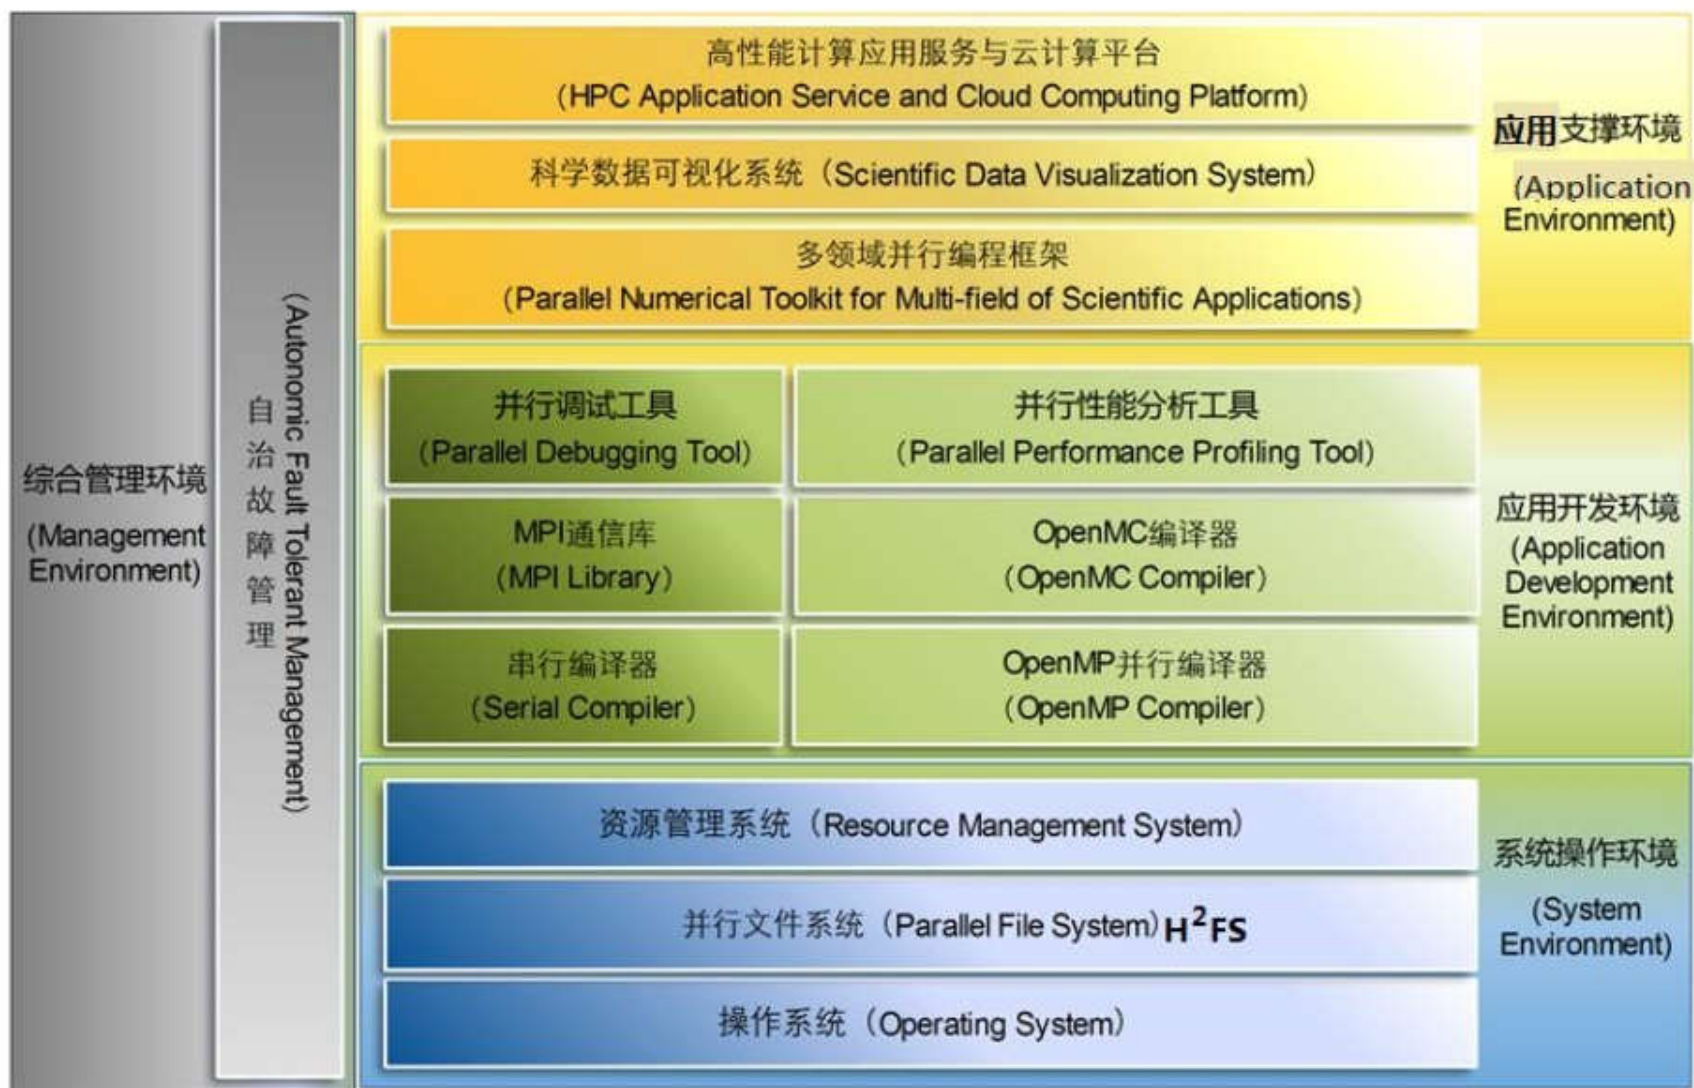 综合管理环境
(Management
Environment)
自治故障管理
(Autonomic Fault Tolerant Management)
高性能计算应用服务与云计算平台
(HPC Application Service and Cloud Computing Platform)
科学数据可视化系统（Scientific Data Visualization System）
多领域并行编程框架
(Parallel Numerical Toolkit for Multi-field of Scientific Applications)
应用支撑环境
(Application
Environment)
并行调试工具
(Parallel Debugging Tool)
并行性能分析工具
(Parallel Performance Profiling Tool)
MPI通信库
(MPI Library)
OpenMC编译器
(OpenMC Compiler)
串行编译器
(Serial Compiler)
OpenMP并行编译器
(OpenMP Compiler)
应用开发环境
(Application
Development
Environment)
资源管理系统（Resource Management System）
并行文件系统（Parallel File System）H²FS
操作系统（Operating System）
系统操作环境
(System
Environment)